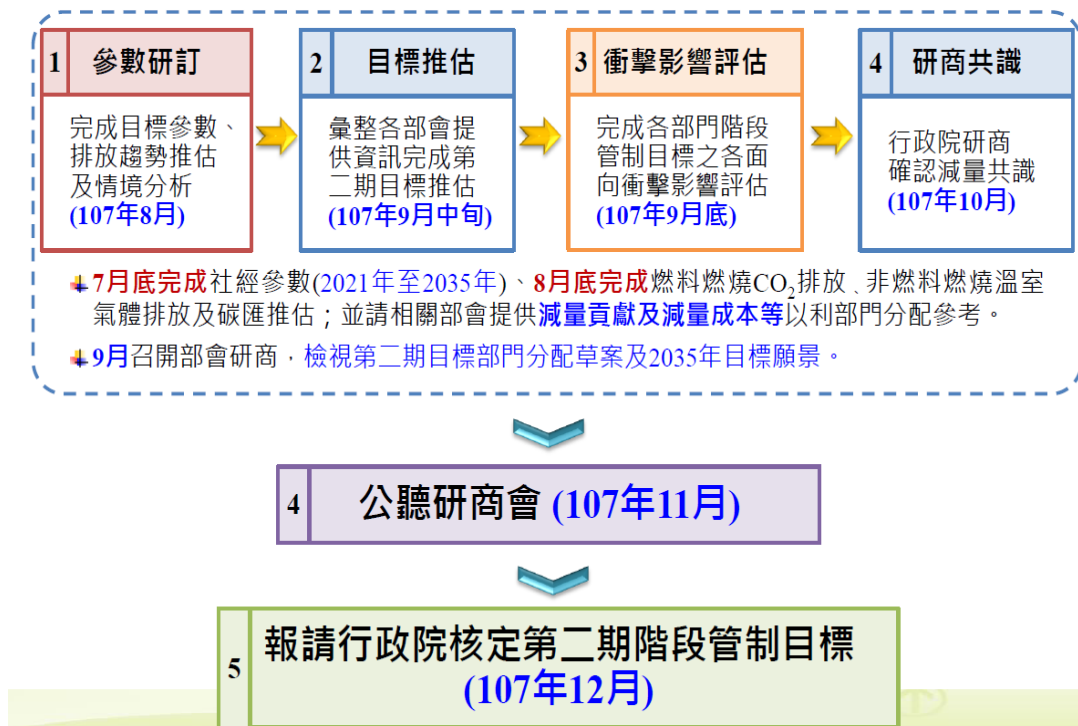 1 參數研訂
完成目標參數、
排放趨勢推估
及情境分析
(107年8月)
2 目標推估
彙整各部會提
供資訊完成第
二期目標推估
(107年9月中旬)
3 衝擊影響評估
完成各部門階段
管制目標之各面
向衝擊影響評估
(107年9月底)
4 研商共識
行政院研商
確認減量共識
(107年10月)
7月底完成社經參數(2021年至2035年)、8月底完成燃料燃燒CO₂排放、非燃料燃燒溫室
氣體排放及碳匯推估；並請相關部會提供減量貢獻及減量成本等以利部門分配參考。
9月召開部會研商，檢視第二期目標部門分配草案及2035年目標願景。
4 公聽研商會 (107年11月)
5 報請行政院核定第二期階段管制目標
(107年12月)